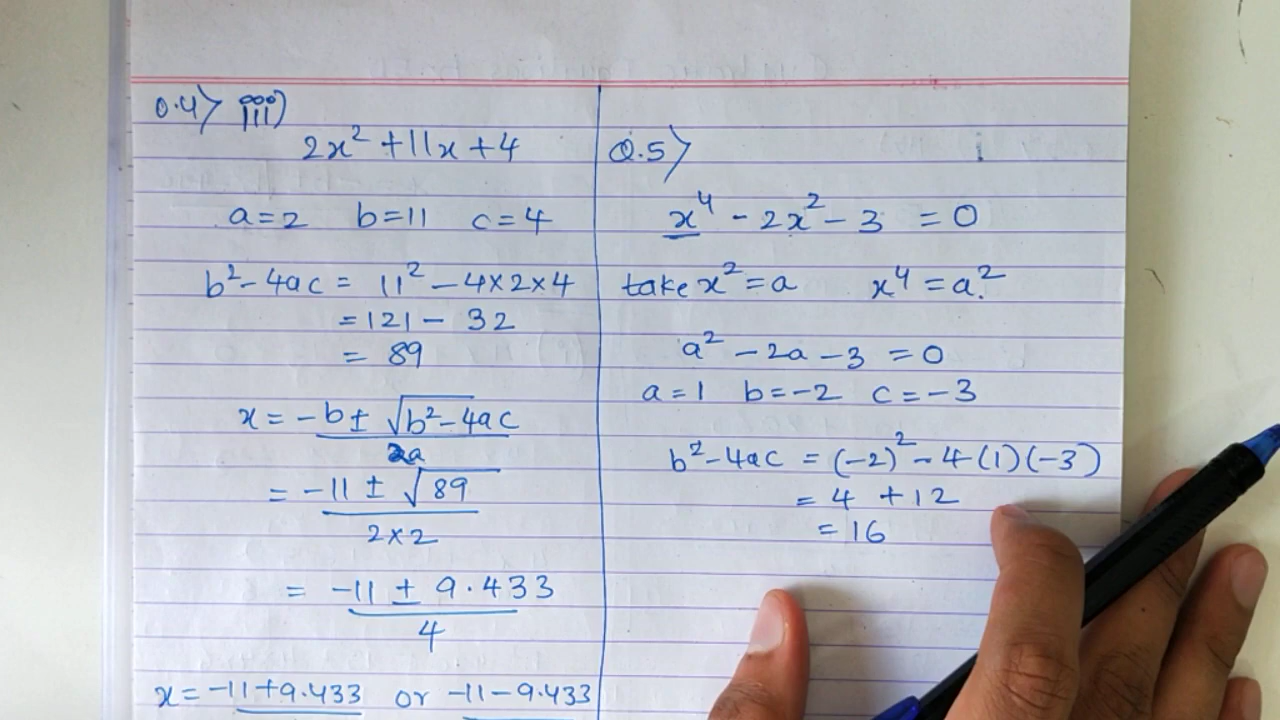 Q.4> iii)
2x² + 11x + 4
a = 2 b = 11 c = 4
b² - 4ac = 11² - 4×2×4
= 121 - 32
= 89
x = -b ± √b² - 4ac
2a
= -11 ± √89
2×2
= -11 ± 9.433
4
x = -11 + 9.433 or -11 - 9.433
Q.5>
x⁴ - 2x² - 3 = 0
take x² = a x⁴ = a².
a² - 2a - 3 = 0
a = 1 b = -2 c = -3
b² - 4ac = (-2)² - 4(1)(-3)
= 4 + 12
= 16